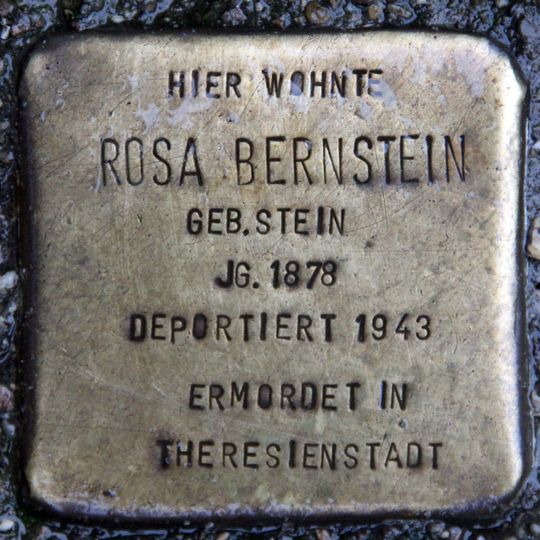 HIER WOHNTE
ROSA BERNSTEIN
GEB. STEIN
JG. 1878
DEPORTIERT 1943
ERMORDET IN
THERESIENSTADT